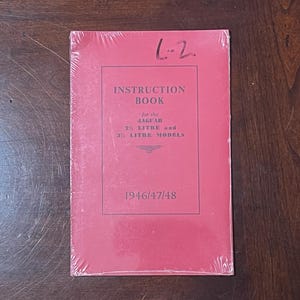 L-2
INSTRUCTION
BOOK
for the
JAGUAR
2½ LITRE and
3½ LITRE MODELS
1946/47/48